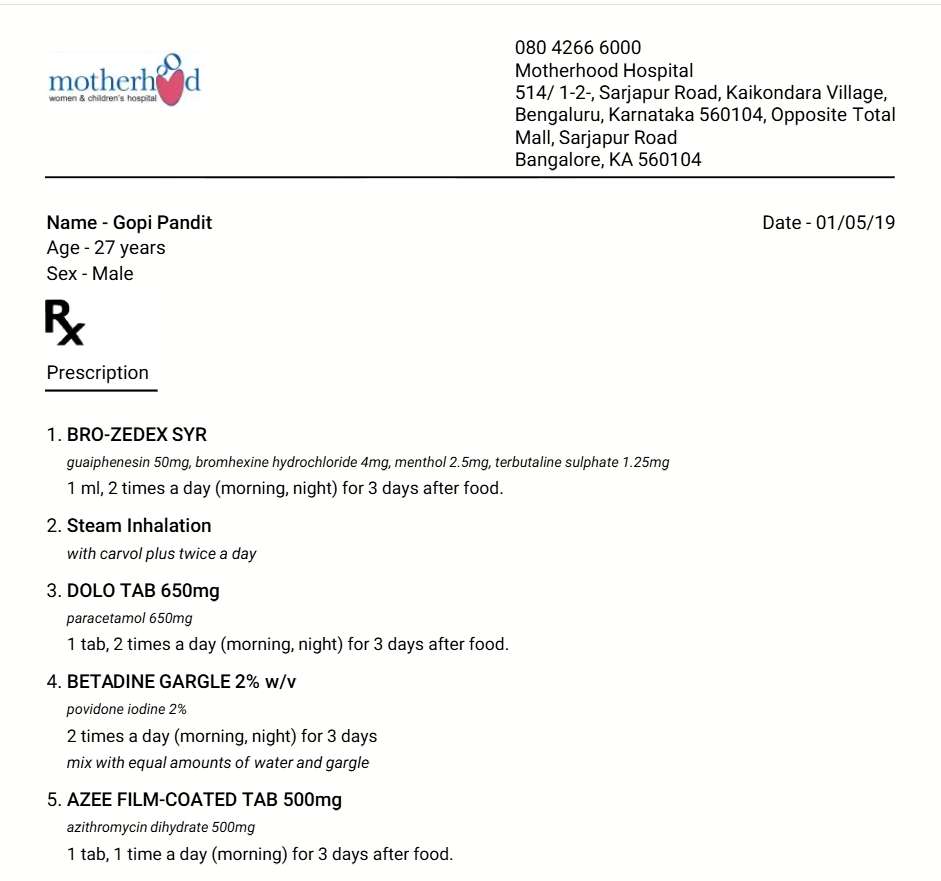 motherhood
women & children's hospital
080 4266 6000
Motherhood Hospital
514/ 1-2-, Sarjapur Road, Kaikondara Village,
Bengaluru, Karnataka 560104, Opposite Total
Mall, Sarjapur Road
Bangalore, KA 560104
Name - Gopi Pandit
Date - 01/05/19
Age - 27 years
Sex - Male
Rx
Prescription
1. BRO-ZEDEX SYR
guaiphenesin 50mg, bromhexine hydrochloride 4mg, menthol 2.5mg, terbutaline sulphate 1.25mg
1 ml, 2 times a day (morning, night) for 3 days after food.
2. Steam Inhalation
with carvol plus twice a day
3. DOLO TAB 650mg
paracetamol 650mg
1 tab, 2 times a day (morning, night) for 3 days after food.
4. BETADINE GARGLE 2% w/v
povidone iodine 2%
2 times a day (morning, night) for 3 days
mix with equal amounts of water and gargle
5. AZEE FILM-COATED TAB 500mg
azithromycin dihydrate 500mg
1 tab, 1 time a day (morning) for 3 days after food.